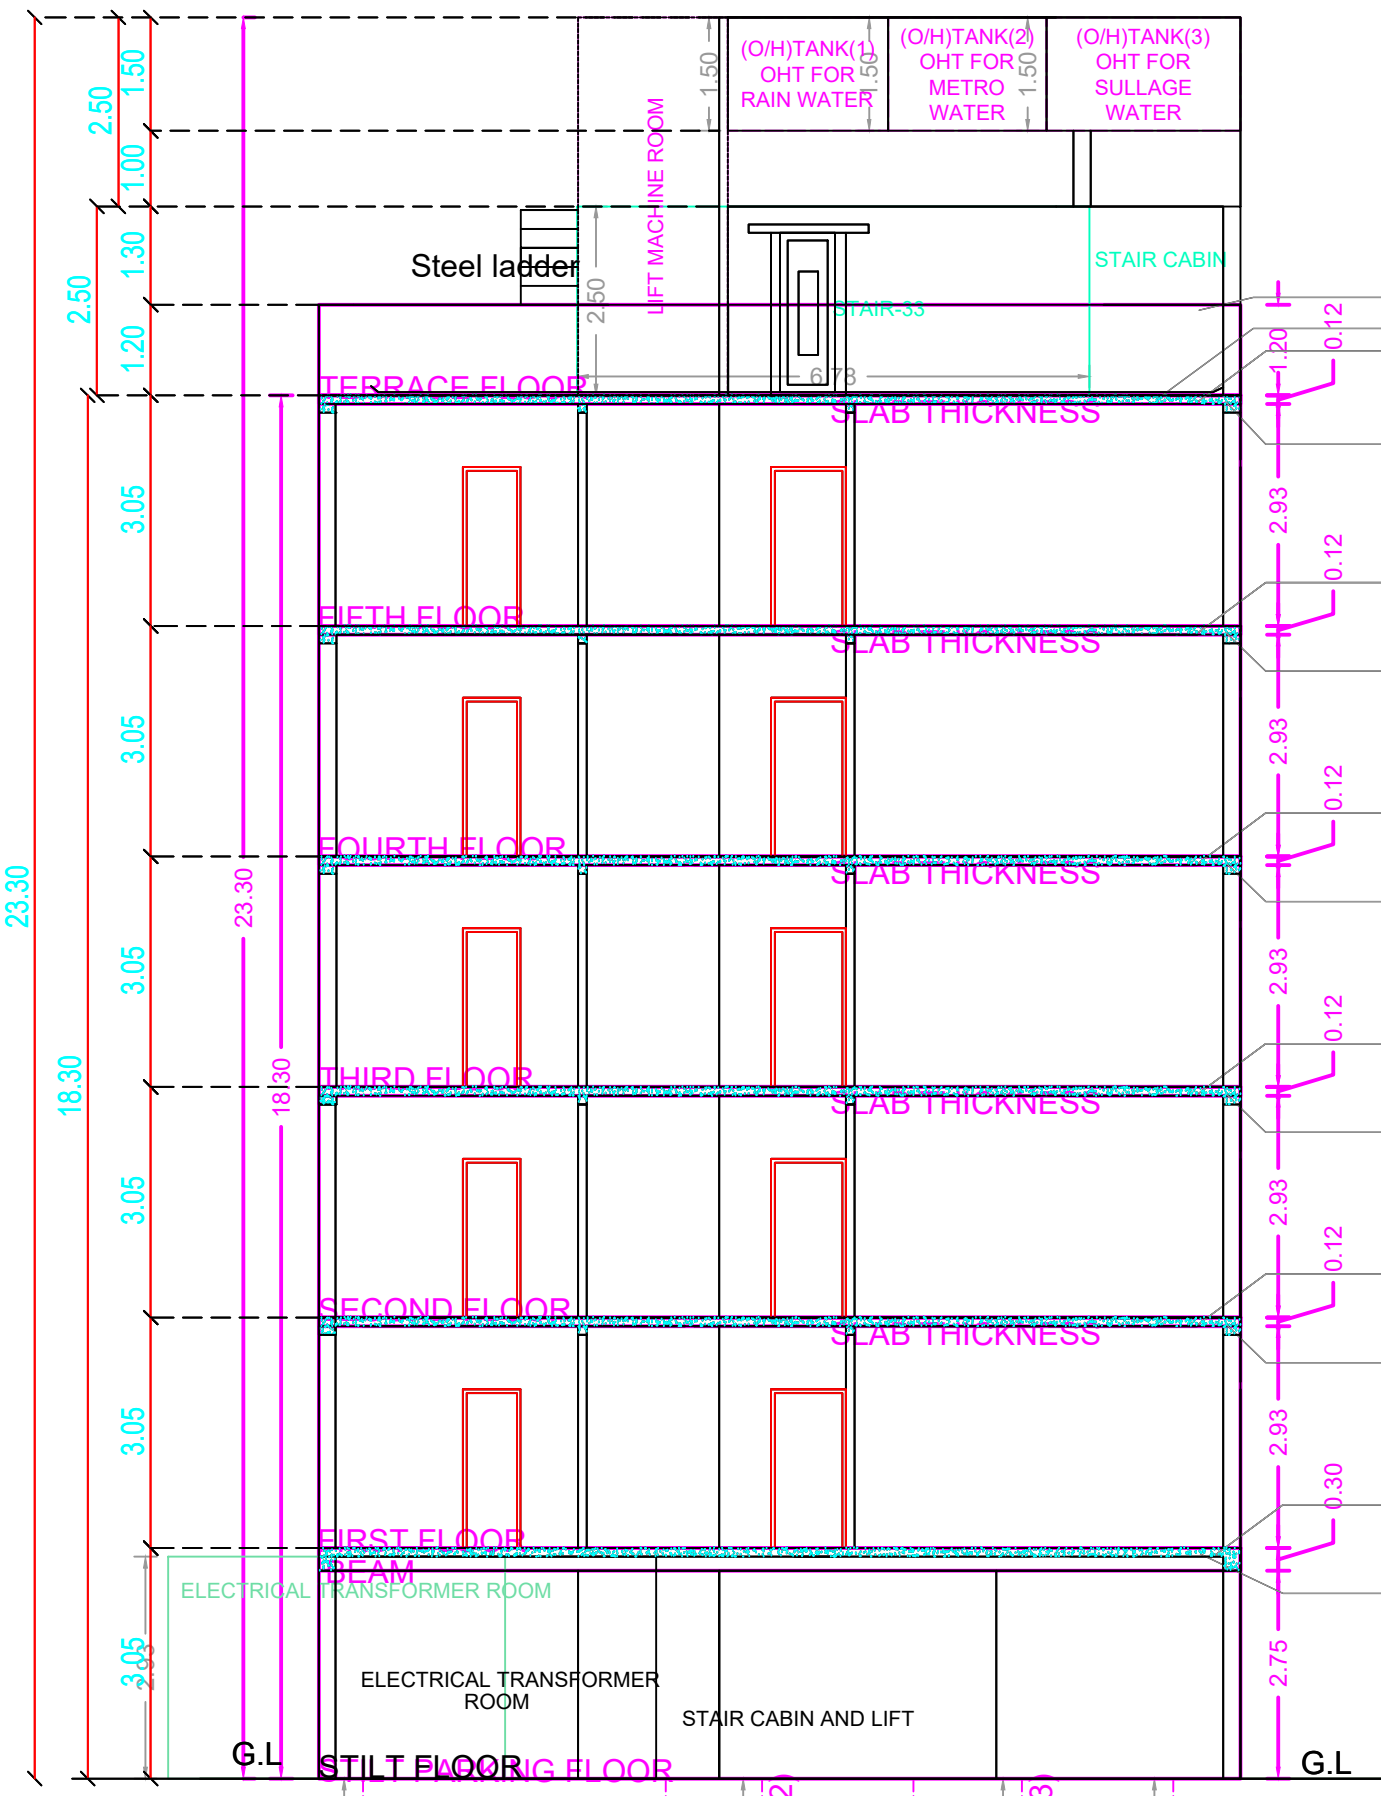 1.50
2.50
1.00
1.30
2.50
1.20
3.05
3.05
3.05
3.05
3.05
3.05
2.93
23.30
18.30
23.30
18.30
1.50
(O/H)TANK(1)
OHT FOR
RAIN WATER
1.50
(O/H)TANK(2)
OHT FOR
METRO
WATER
1.50
(O/H)TANK(3)
OHT FOR
SULLAGE
WATER
LIFT MACHINE ROOM
Steel ladder
2.50
STAIR CABIN
STAIR-33
6.78
1.20
0.12
TERRACE FLOOR
SLAB THICKNESS
2.93
0.12
FIFTH FLOOR
SLAB THICKNESS
2.93
0.12
FOURTH FLOOR
SLAB THICKNESS
2.93
0.12
THIRD FLOOR
SLAB THICKNESS
2.93
0.12
SECOND FLOOR
SLAB THICKNESS
2.93
0.30
FIRST FLOOR
BEAM
ELECTRICAL TRANSFORMER ROOM
2.75
ELECTRICAL TRANSFORMER
ROOM
STAIR CABIN AND LIFT
G.L
STILT FLOOR
PARKING FLOOR
G.L